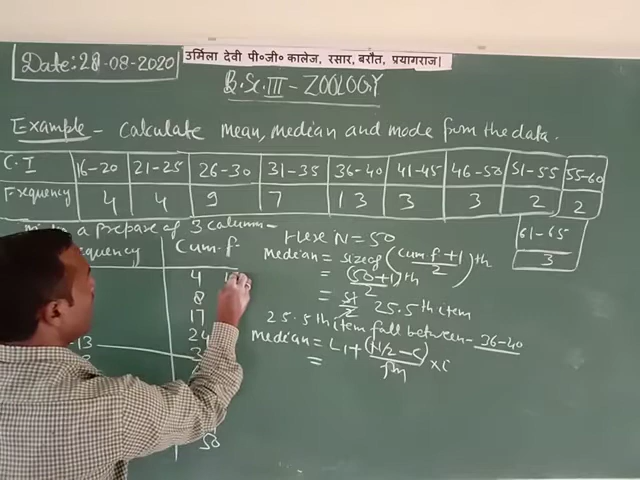 Date: 28-08-2020
उर्मिला देवी पी०जी० कालेज, रसार, बरौत, प्रयागराज।
B.Sc.III - ZOOLOGY
Example - Calculate Mean, Median and Mode from the data.
C.I 16-20 21-25 26-30 31-35 36-40 41-45 46-50 51-55 55-60
Frequency 4 4 9 7 13 3 3 2 2
61-65
3
a prepare of 3 column -
Here N=50
equency Cum.f
Median = size of (cum.f+1/2)th
= (50+1/2)th
4
= 51/2 25.5th item
8
17
25.5th item fall between - 36-40
24
Median = L1 + (N/2 - C/fm) × C
13
=
50